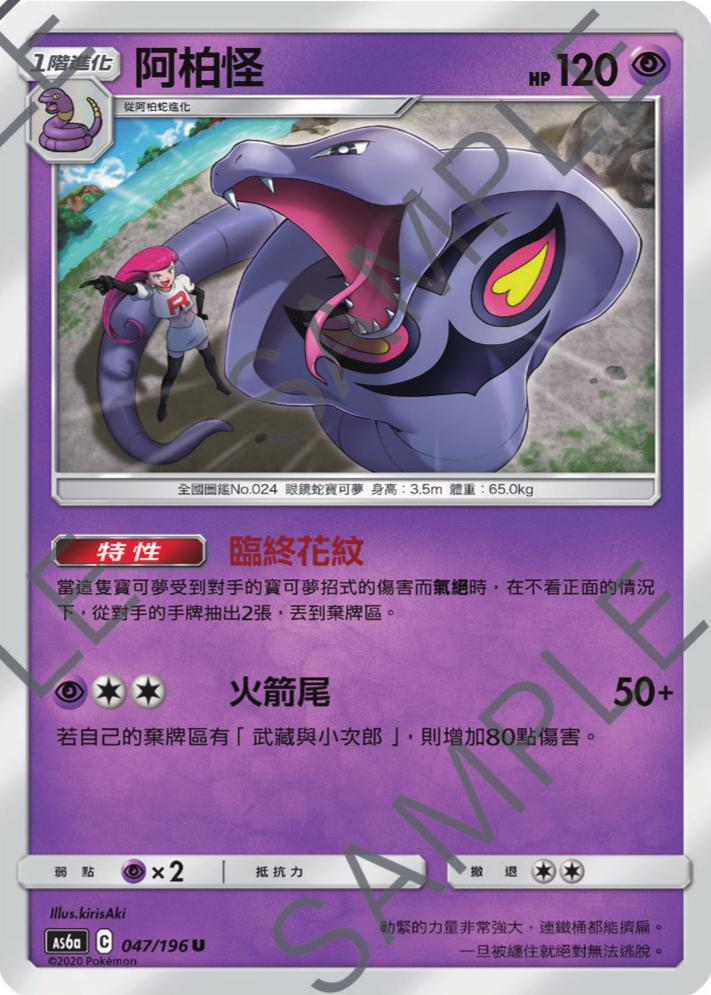 1階進化
阿柏怪
HP 120
從阿柏蛇進化
R
全國圖鑑No.024 眼鏡蛇寶可夢 身高：3.5m 體重：65.0kg
特性 臨終花紋
當這隻寶可夢受到對手的寶可夢招式的傷害而氣絕時，在不看正面的情況
下，從對手的手牌抽出2張，丟到棄牌區。
火箭尾 50+
若自己的棄牌區有「武藏與小次郎」，則增加80點傷害。
弱點 ×2 抵抗力 撤退
Illus.kirisAki
AS6a C 047/196 U
©2020 Pokémon
勒緊的力量非常強大，連鐵桶都能擠扁。
一旦被纏住就絕對無法逃脫。
SAMPLE
SAMPLE
SAMPLE